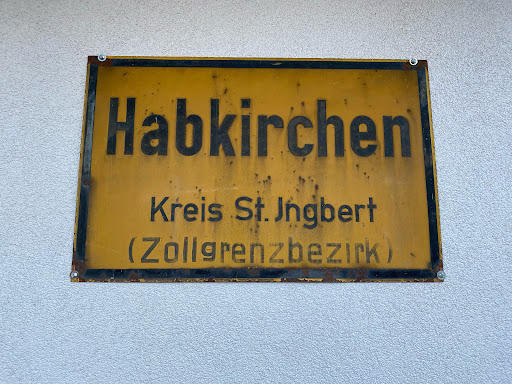 Habkirchen
Kreis St. Jngbert
(Zollgrenzbezirk)